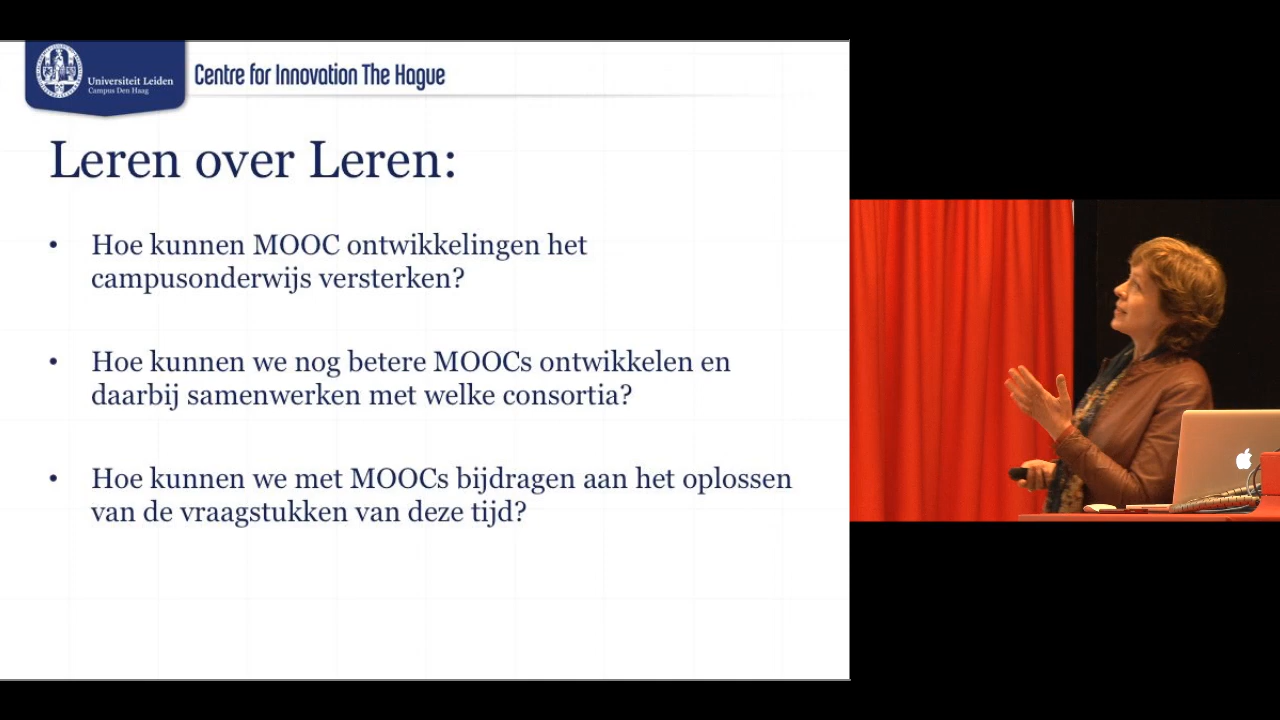 Universiteit Leiden
Campus Den Haag
Centre for Innovation The Hague
Leren over Leren:
• Hoe kunnen MOOC ontwikkelingen het
campusonderwijs versterken?
• Hoe kunnen we nog betere MOOCs ontwikkelen en
daarbij samenwerken met welke consortia?
• Hoe kunnen we met MOOCs bijdragen aan het oplossen
van de vraagstukken van deze tijd?